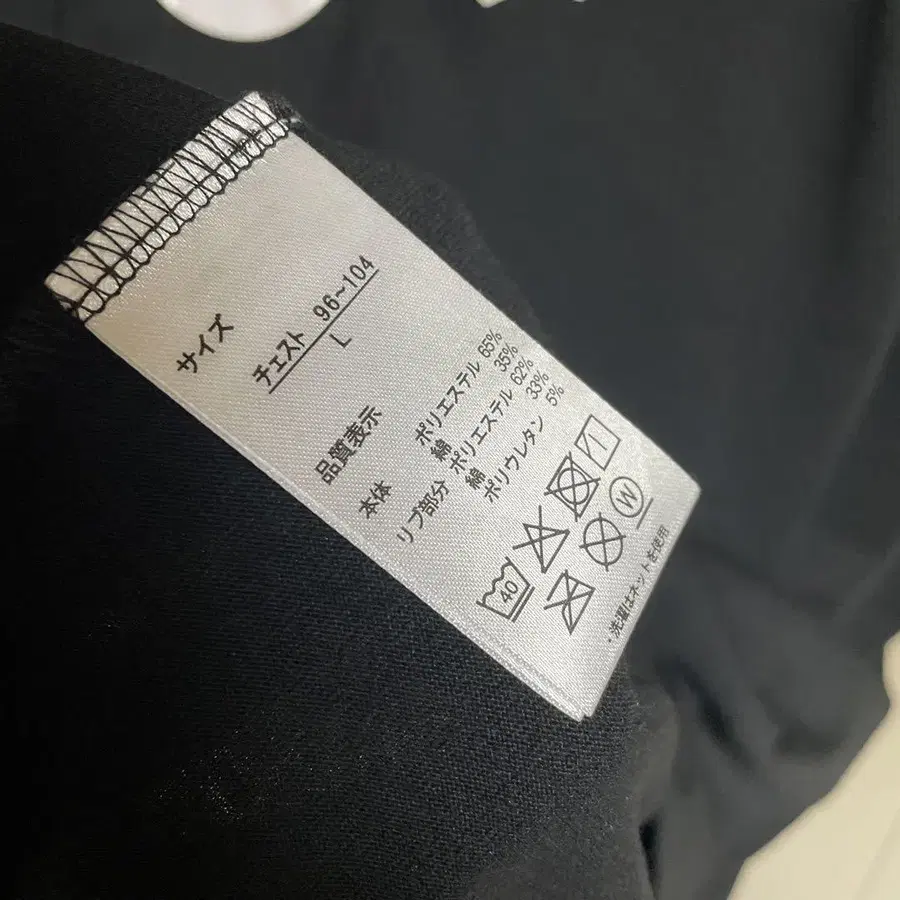 サイズ
チェスト 96~104
L
品質表示
本体 ポリエステル 65%
綿 35%
リブ部分 ポリエステル 62%
綿 33%
ポリウレタン 5%
40
W
・洗濯はネットを使用